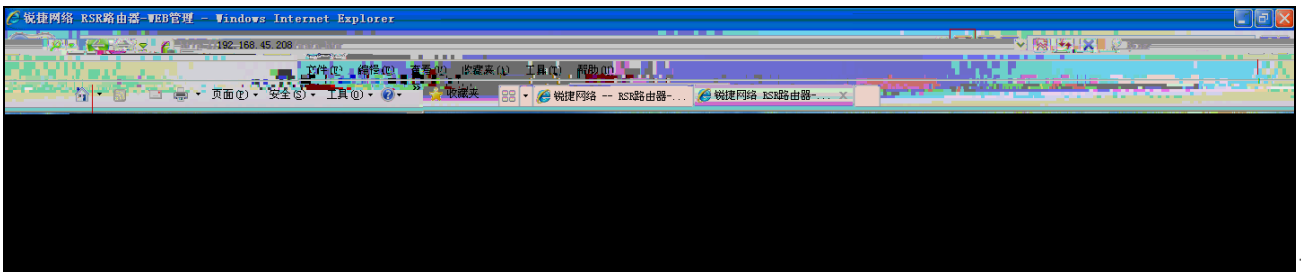 锐捷网络 RSR路由器-WEB管理 - Windows Internet Explorer
192.168.45.208
文件(F) 编辑(E) 查看(V) 收藏夹(A) 工具(T) 帮助(H)
页面(P) 安全(S) 工具(O) » 收藏夹 锐捷网络 -- RSR路由器-... 锐捷网络 RSR路由器-...